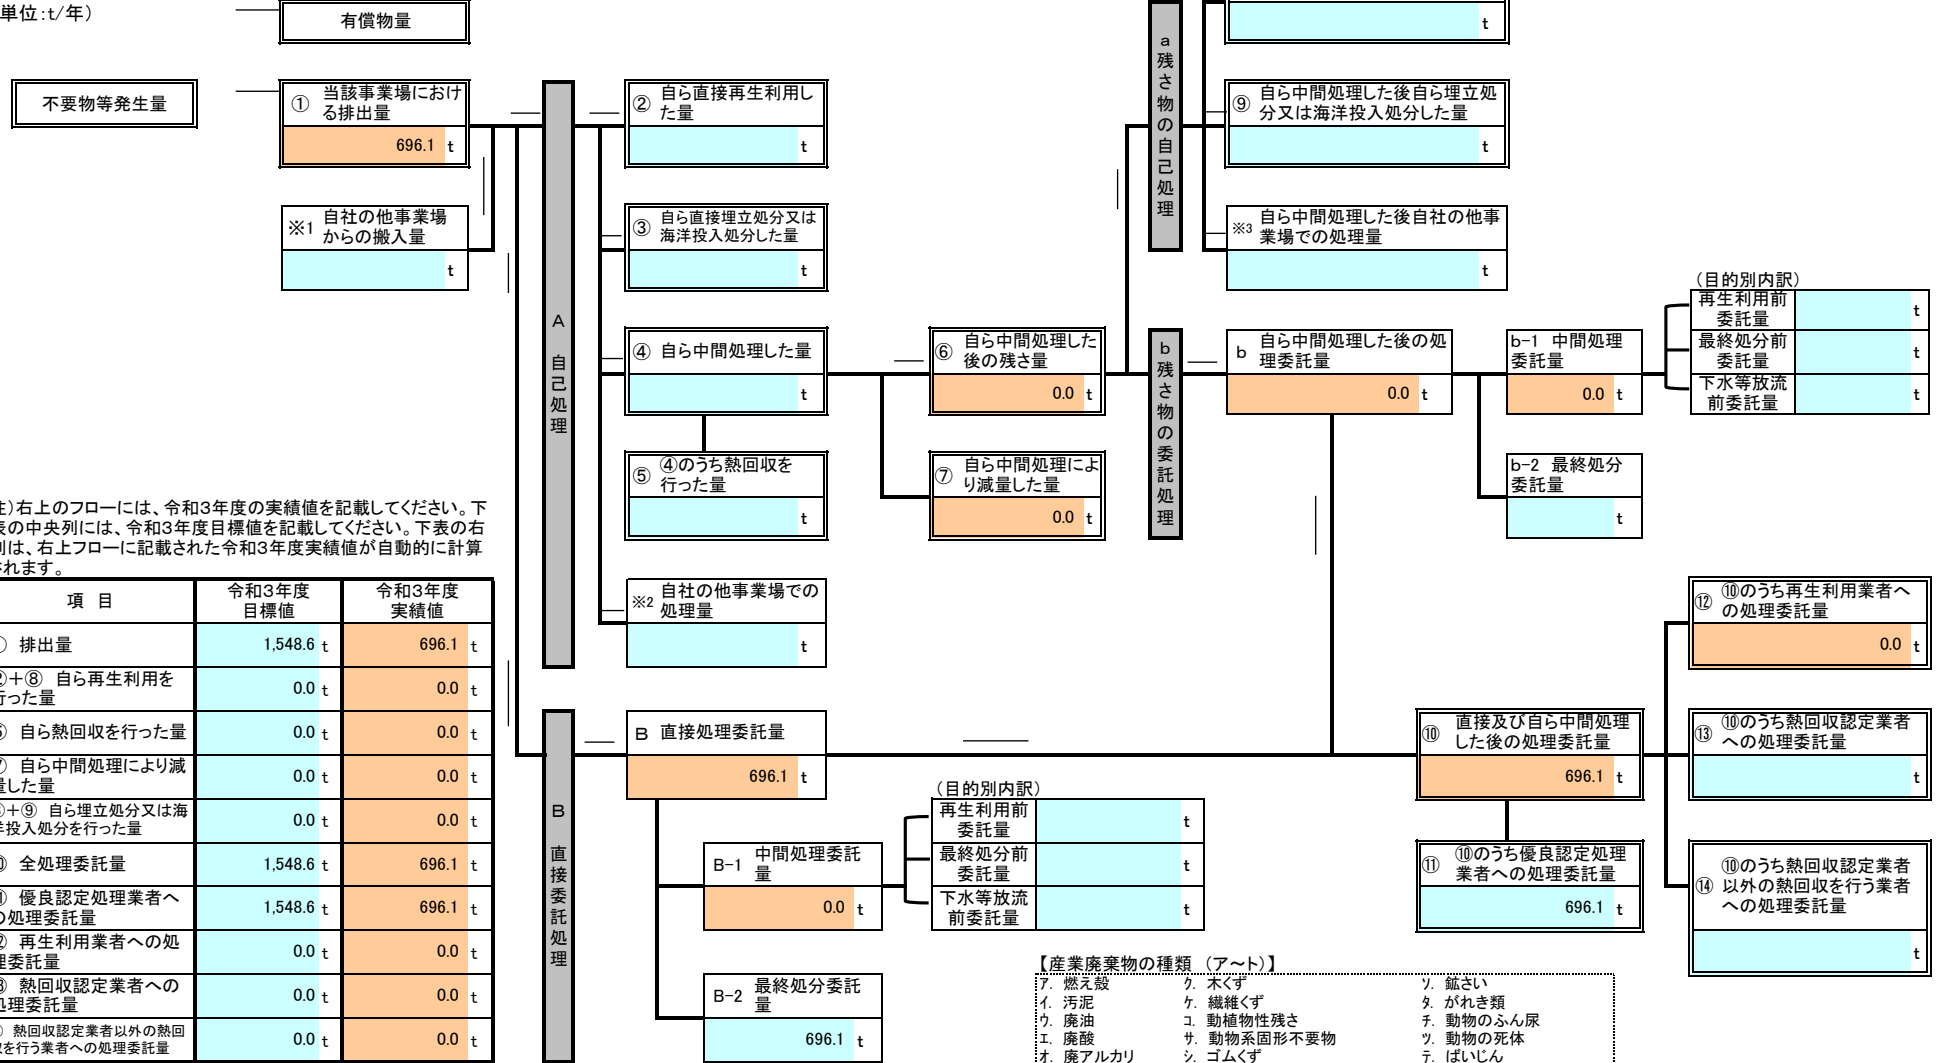 単位:t/年）
有償物量
t
不要物等発生量
① 当該事業場におけ
る排出量
696.1 t
※1 自社の他事業場
からの搬入量
t
A 自己処理
② 自ら直接再生利用し
た量
t
③ 自ら直接埋立処分又は
海洋投入処分した量
t
④ 自ら中間処理した量
t
⑤ ④のうち熱回収を
行った量
t
※2 自社の他事業場での
処理量
t
⑥ 自ら中間処理した
後の残さ量
0.0 t
⑦ 自ら中間処理によ
り減量した量
0.0 t
a残さ物の自己処理
⑨ 自ら中間処理した後自ら埋立処
分又は海洋投入処分した量
t
※3 自ら中間処理した後自社の他事
業場での処理量
t
b残さ物の委託処理
b 自ら中間処理した後の処
理委託量
0.0 t
b-1 中間処理
委託量
0.0 t
b-2 最終処分
委託量
t
（目的別内訳）
再生利用前
委託量 t
最終処分前
委託量 t
下水等放流
前委託量 t
)右上のフローには、令和3年度の実績値を記載してください。下
の中央列には、令和3年度目標値を記載してください。下表の右
は、右上フローに記載された令和3年度実績値が自動的に計算
れます。
項 目 令和3年度 目標値 令和3年度 実績値
排出量 1,548.6 t 696.1 t
+⑧ 自ら再生利用を
った量 0.0 t 0.0 t
自ら熱回収を行った量 0.0 t 0.0 t
自ら中間処理により減
した量 0.0 t 0.0 t
+⑨ 自ら埋立処分又は海
投入処分を行った量 0.0 t 0.0 t
全処理委託量 1,548.6 t 696.1 t
優良認定処理業者へ
の処理委託量 1,548.6 t 696.1 t
再生利用業者への処
理委託量 0.0 t 0.0 t
熱回収認定業者への
処理委託量 0.0 t 0.0 t
熱回収認定業者以外の熱回
収を行う業者への処理委託量 0.0 t 0.0 t
B 直接委託処理
B 直接処理委託量
696.1 t
B-1 中間処理委託
量
0.0 t
B-2 最終処分委託
量
696.1 t
（目的別内訳）
再生利用前
委託量 t
最終処分前
委託量 t
下水等放流
前委託量 t
⑩ 直接及び自ら中間処理
した後の処理委託量
696.1 t
⑪ ⑩のうち優良認定処理
業者への処理委託量
696.1 t
⑫ ⑩のうち再生利用業者へ
の処理委託量
0.0 t
⑬ ⑩のうち熱回収認定業者
への処理委託量
t
⑭ ⑩のうち熱回収認定業者
以外の熱回収を行う業者
への処理委託量
t
【産業廃棄物の種類 （ア～ト）】
ア. 燃え殻 ク. 木くず ソ. 鉱さい
イ. 汚泥 ケ. 繊維くず タ. がれき類
ウ. 廃油 コ. 動植物性残さ チ. 動物のふん尿
エ. 廃酸 サ. 動物系固形不要物 ツ. 動物の死体
オ. 廃アルカリ シ. ゴムくず テ. ばいじん